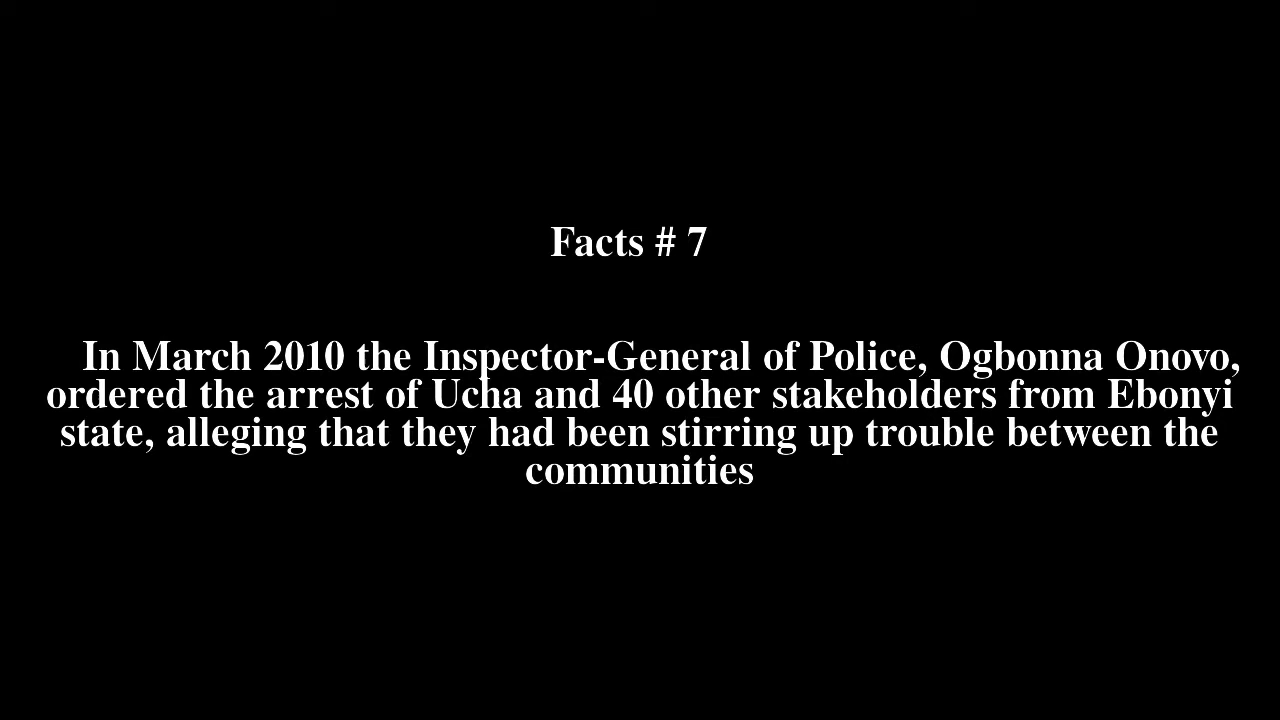 Facts # 7
In March 2010 the Inspector-General of Police, Ogbonna Onovo,
ordered the arrest of Ucha and 40 other stakeholders from Ebonyi
state, alleging that they had been stirring up trouble between the
communities